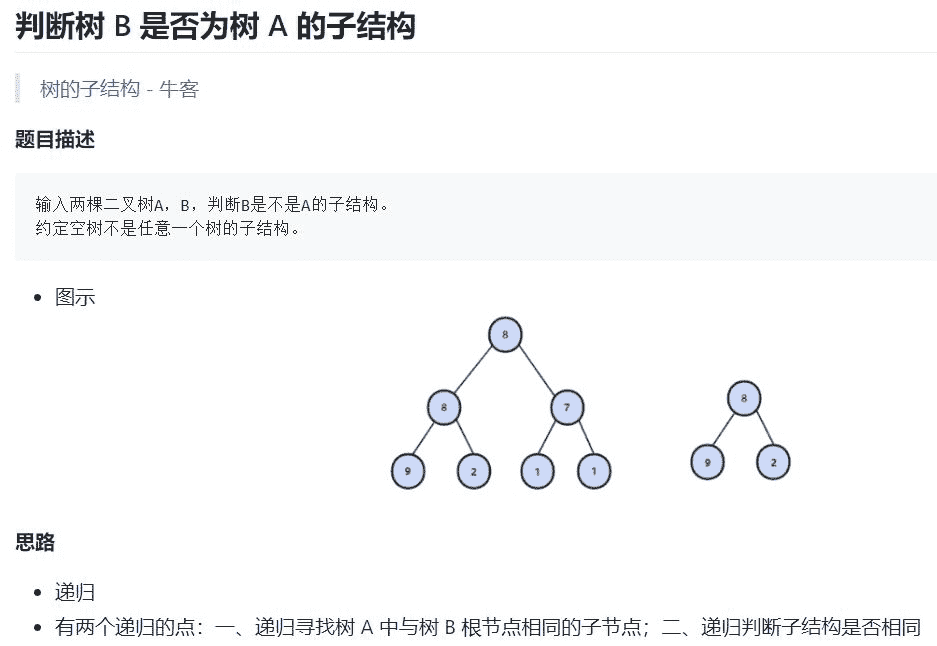 判断树 B 是否为树 A 的子结构
树的子结构 - 牛客
题目描述
输入两棵二叉树A，B，判断B是不是A的子结构。
约定空树不是任意一个树的子结构。
图示
8
8 7
9 2 1 1
8
9 2
思路
递归
有两个递归的点：一、递归寻找树 A 中与树 B 根节点相同的子节点；二、递归判断子结构是否相同